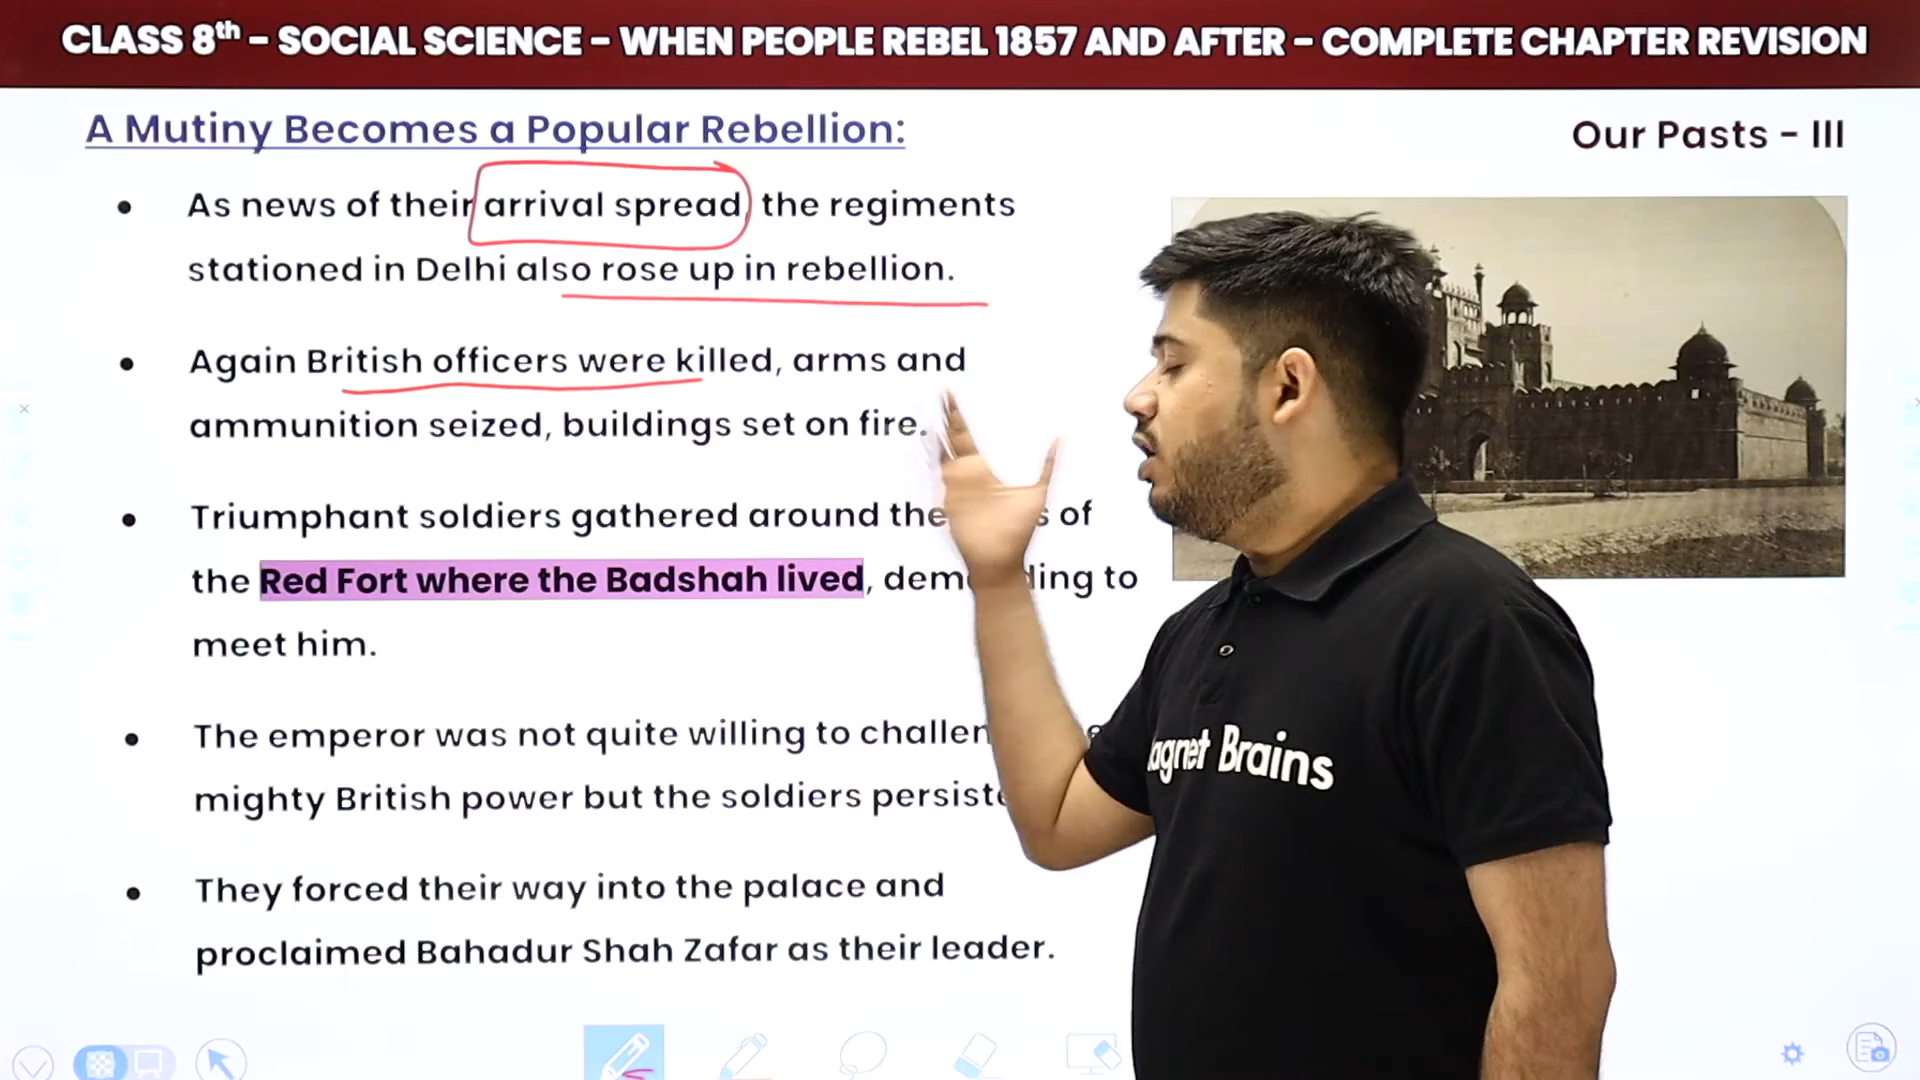 CLASS 8th – SOCIAL SCIENCE – WHEN PEOPLE REBEL 1857 AND AFTER – COMPLETE CHAPTER REVISION
A Mutiny Becomes a Popular Rebellion:
Our Pasts – III
• As news of their arrival spread, the regiments
stationed in Delhi also rose up in rebellion.
• Again British officers were killed, arms and
ammunition seized, buildings set on fire.
• Triumphant soldiers gathered around the of
the Red Fort where the Badshah lived, to
meet him.
• The emperor was not quite willing to
mighty British power but the soldiers
• They forced their way into the palace and
proclaimed Bahadur Shah Zafar as their leader.
Brains